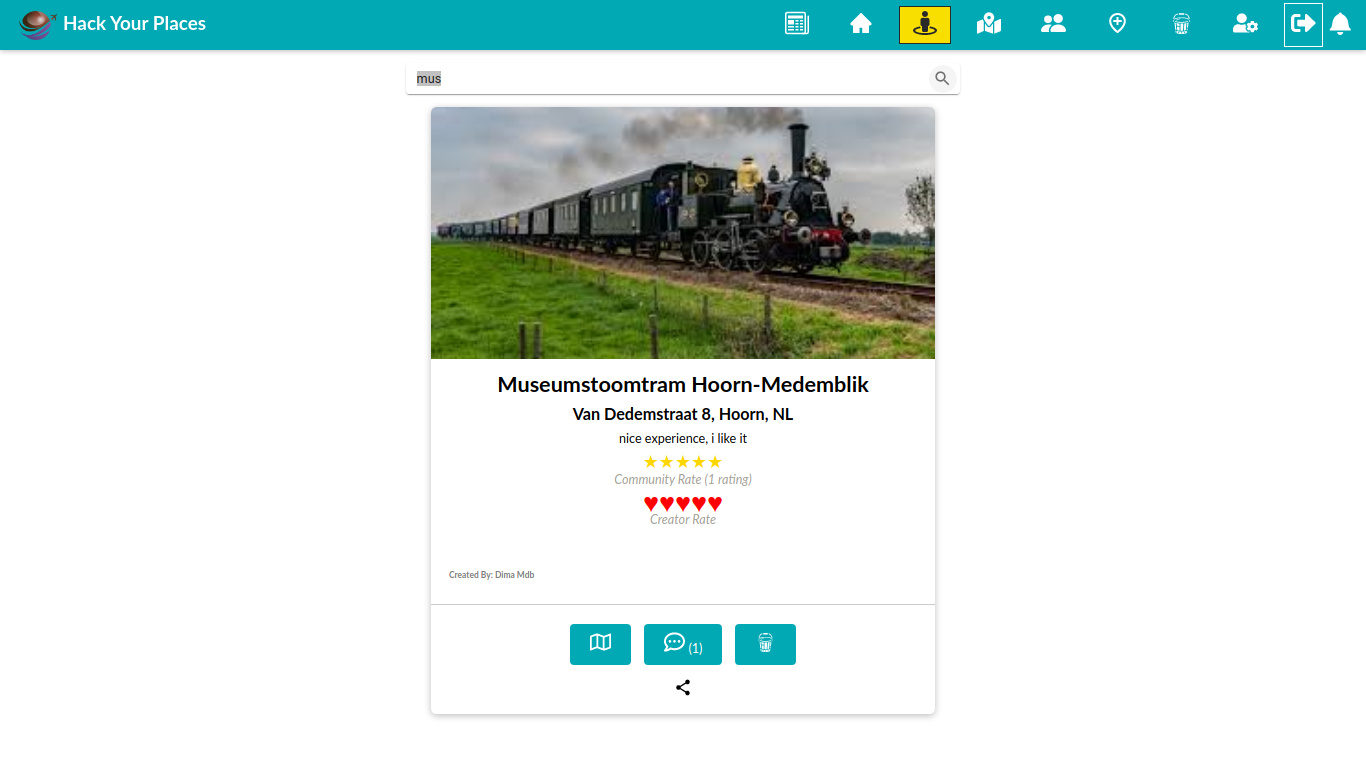 Hack Your Places
mus
Museumstoomtram Hoorn-Medemblik
Van Dedemstraat 8, Hoorn, NL
nice experience, i like it
★★★★★
Community Rate (1 rating)
♥♥♥♥♥
Creator Rate
Created By: Dima Mdb
(1)